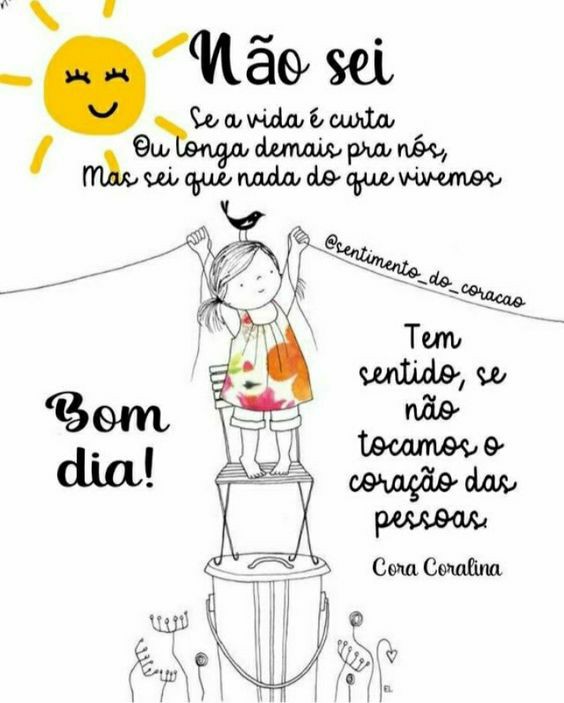 Não sei
Se a vida é curta
Ou longa demais pra nós,
Mas sei que nada do que vivemos
@sentimento_do_coracao
Tem
sentido, se
não
tocamos o
coração das
pessoas.
Cora Coralina
Bom
dia!
EL